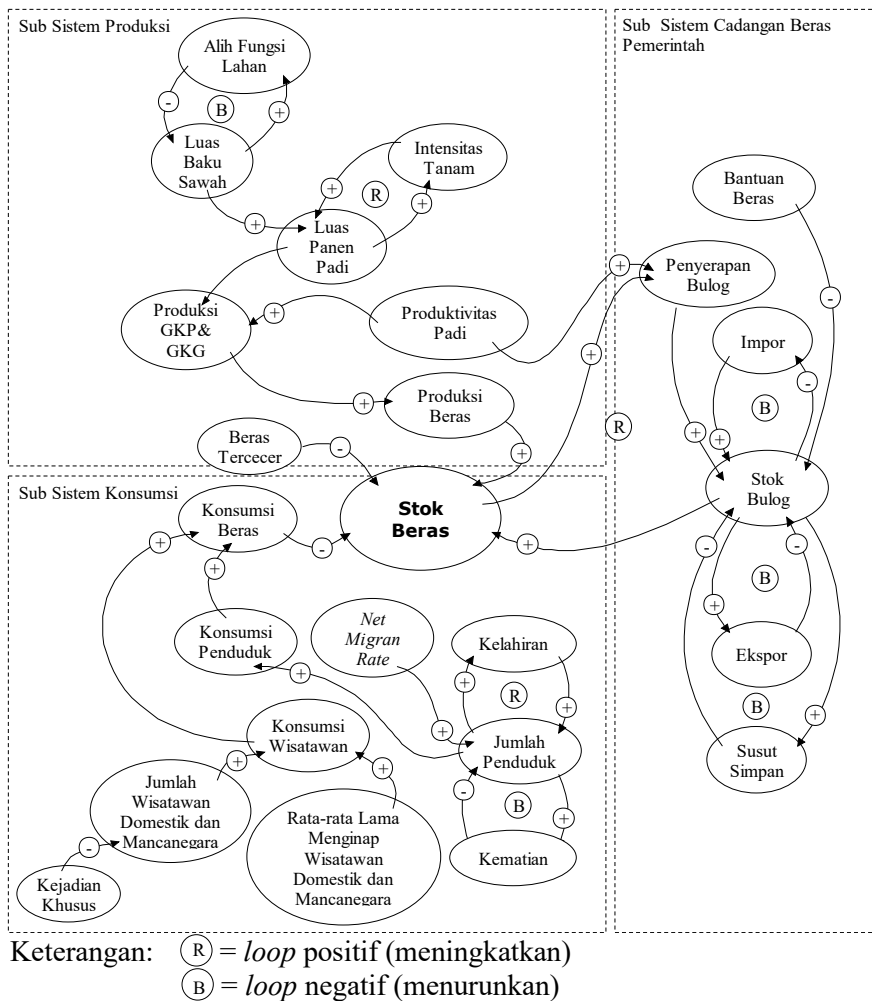 Sub Sistem Produksi
Alih Fungsi
Lahan
-
B
+
Luas
Baku
Sawah
Intensitas
Tanam
+
R
+
+
Luas
Panen
Padi
Produksi
GKP&
GKG
+
Produktivitas
Padi
+
Produksi
Beras
Beras
Tercecer
-
+
Sub Sistem Cadangan Beras
Pemerintah
Bantuan
Beras
+
Penyerapan
Bulog
-
+
Impor
-
B
R
+
+
Stok
Bulog
Stok
Beras
+
-
-
B
+
Ekspor
B
+
Susut
Simpan
Sub Sistem Konsumsi
Konsumsi
Beras
+
-
+
Konsumsi
Penduduk
Net
Migran
Rate
Kelahiran
+
+
R
+
+
Konsumsi
Wisatawan
Jumlah
Penduduk
+
+
-
B
+
Jumlah
Wisatawan
Domestik dan
Mancanegara
Rata-rata Lama
Menginap
Wisatawan
Domestik dan
Mancanegara
Kematian
-
Kejadian
Khusus
Keterangan: R = loop positif (meningkatkan)
B = loop negatif (menurunkan)